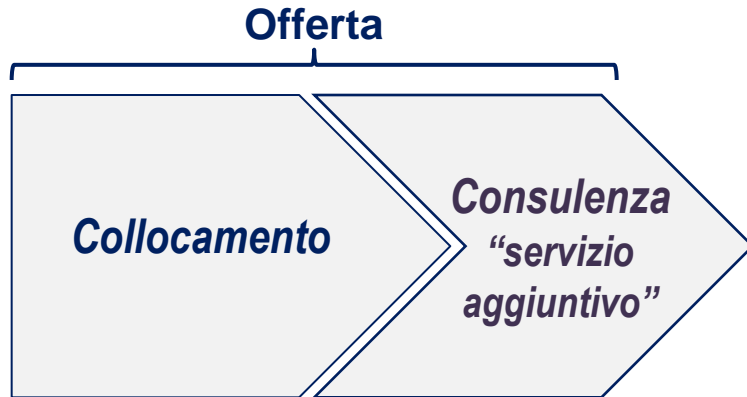 Offerta
Collocamento
Consulenza
“servizio
aggiuntivo”